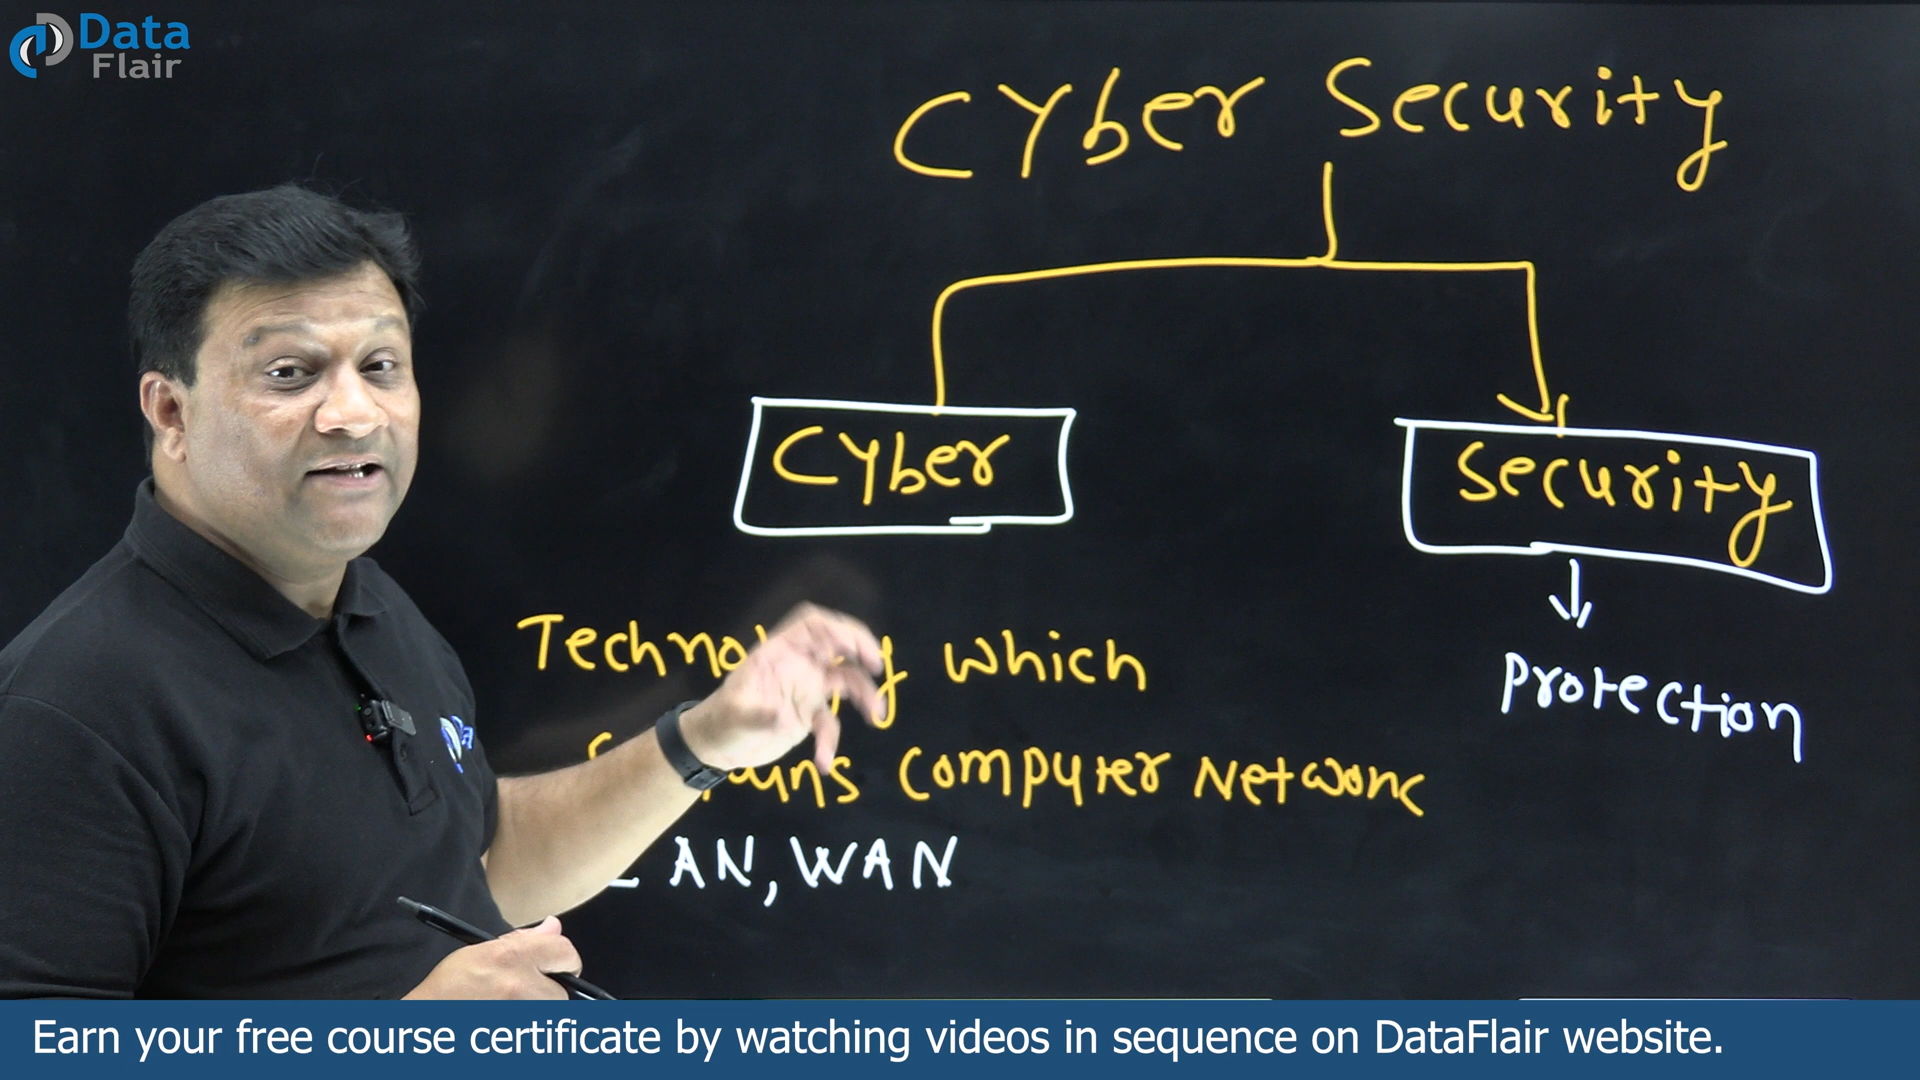 Data
Flair
Cyber Security
Cyber
Security
Protection
which
Computer Network
AN, WAN
Earn your free course certificate by watching videos in sequence on DataFlair website.